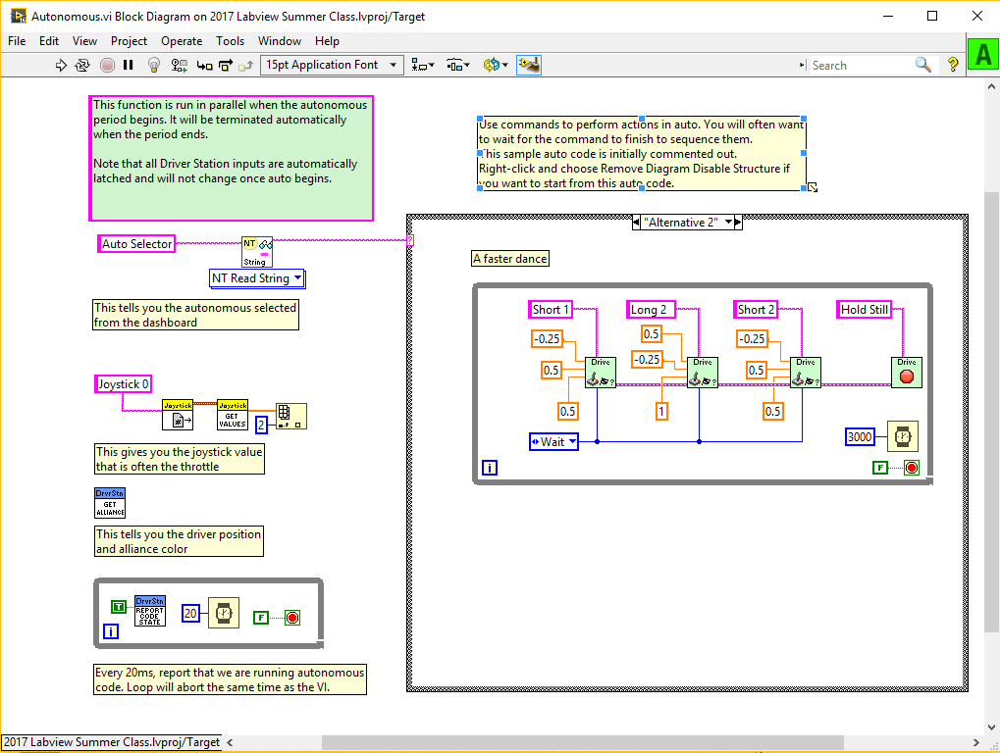 Autonomous.vi Block Diagram on 2017 Labview Summer Class.lvproj/Target
File Edit View Project Operate Tools Window Help
15pt Application Font
Search
?
A
This function is run in parallel when the autonomous
period begins. It will be terminated automatically
when the period ends.
Note that all Driver Station inputs are automatically
latched and will not change once auto begins.
Use commands to perform actions in auto. You will often want
to wait for the command to finish to sequence them.
This sample auto code is initially commented out.
Right-click and choose Remove Diagram Disable Structure if
you want to start from this auto code.
Auto Selector
NT
String
NT Read String
?
This tells you the autonomous selected
from the dashboard
"Alternative 2"
A faster dance
Short 1
Long 2
Short 2
Hold Still
-0.25
0.5
0.5
Drive
?
0.5
-0.25
1
Drive
?
-0.25
0.5
0.5
Drive
?
Drive
Wait
3000
i
F
Joystick 0
Joystick
#
Joystick
GET
VALUES
2
This gives you the joystick value
that is often the throttle
DrvrStn
GET
ALLIANCE
This tells you the driver position
and alliance color
T
DrvrStn
REPORT
CODE
STATE
20
F
i
Every 20ms, report that we are running autonomous
code. Loop will abort the same time as the VI.
2017 Labview Summer Class.lvproj/Target